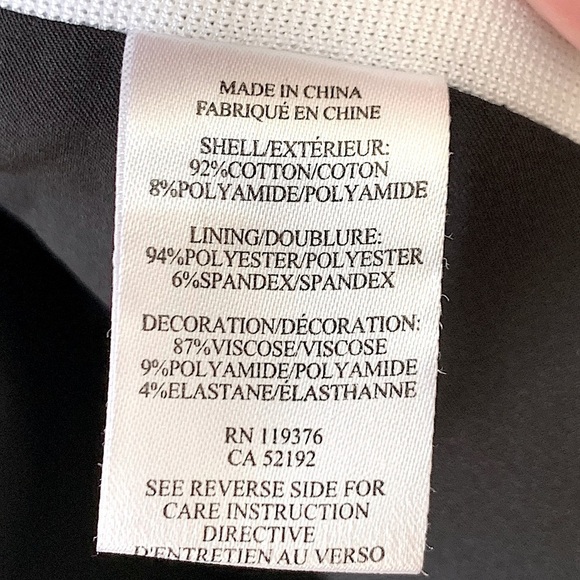 MADE IN CHINA
FABRIQUÉ EN CHINE
SHELL/EXTÉRIEUR:
92%COTTON/COTON
8%POLYAMIDE/POLYAMIDE
LINING/DOUBLURE:
94%POLYESTER/POLYESTER
6%SPANDEX/SPANDEX
DECORATION/DÉCORATION:
87%VISCOSE/VISCOSE
9%POLYAMIDE/POLYAMIDE
4%ELASTANE/ÉLASTHANNE
RN 119376
CA 52192
SEE REVERSE SIDE FOR
CARE INSTRUCTION
DIRECTIVE
D'ENTRETIEN AU VERSO